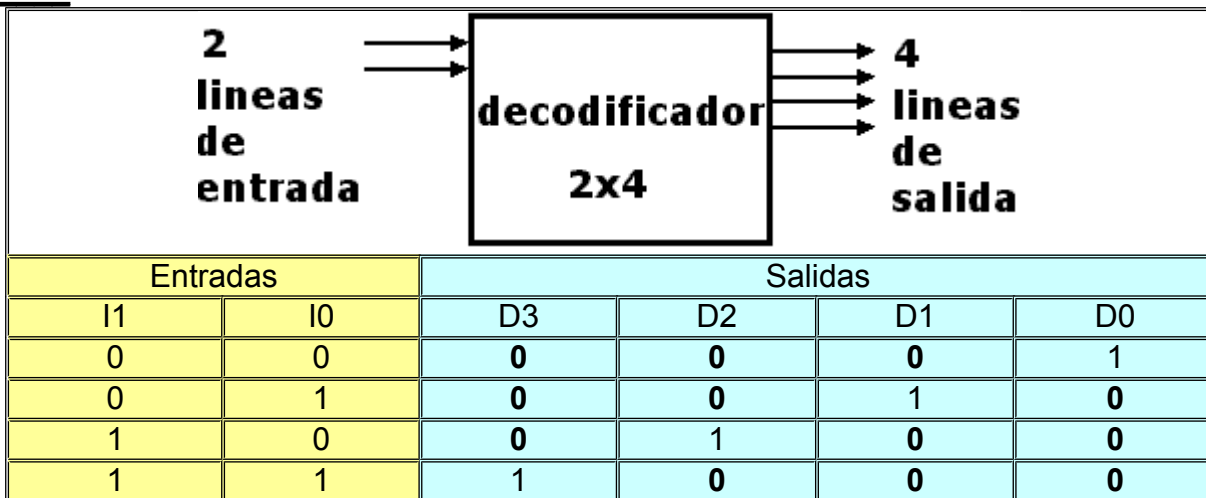 2
lineas
de
entrada
decodificador
2x4
4
lineas
de
salida
Entradas Salidas
I1 I0 D3 D2 D1 D0
0 0 0 0 0 1
0 1 0 0 1 0
1 0 0 1 0 0
1 1 1 0 0 0